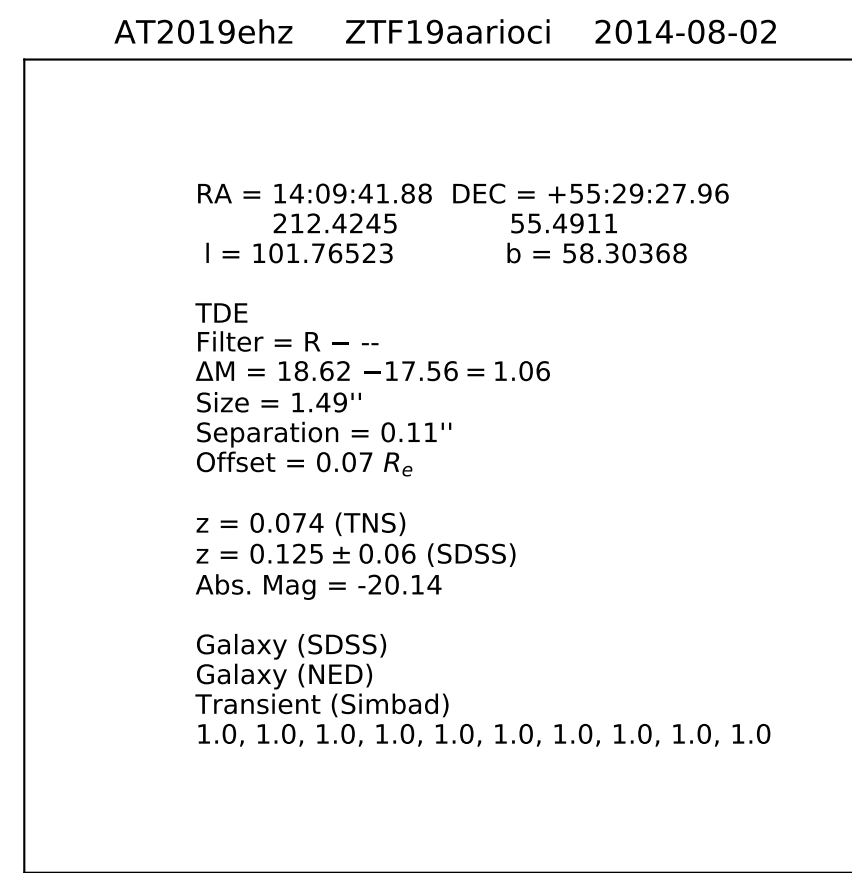 AT2019ehz ZTF19aarioci 2014-08-02
RA = 14:09:41.88 DEC = +55:29:27.96
212.4245 55.4911
l = 101.76523 b = 58.30368
TDE
Filter = R − --
ΔM = 18.62 −17.56 = 1.06
Size = 1.49''
Separation = 0.11''
Offset = 0.07 Re
z = 0.074 (TNS)
z = 0.125 ± 0.06 (SDSS)
Abs. Mag = -20.14
Galaxy (SDSS)
Galaxy (NED)
Transient (Simbad)
1.0, 1.0, 1.0, 1.0, 1.0, 1.0, 1.0, 1.0, 1.0, 1.0